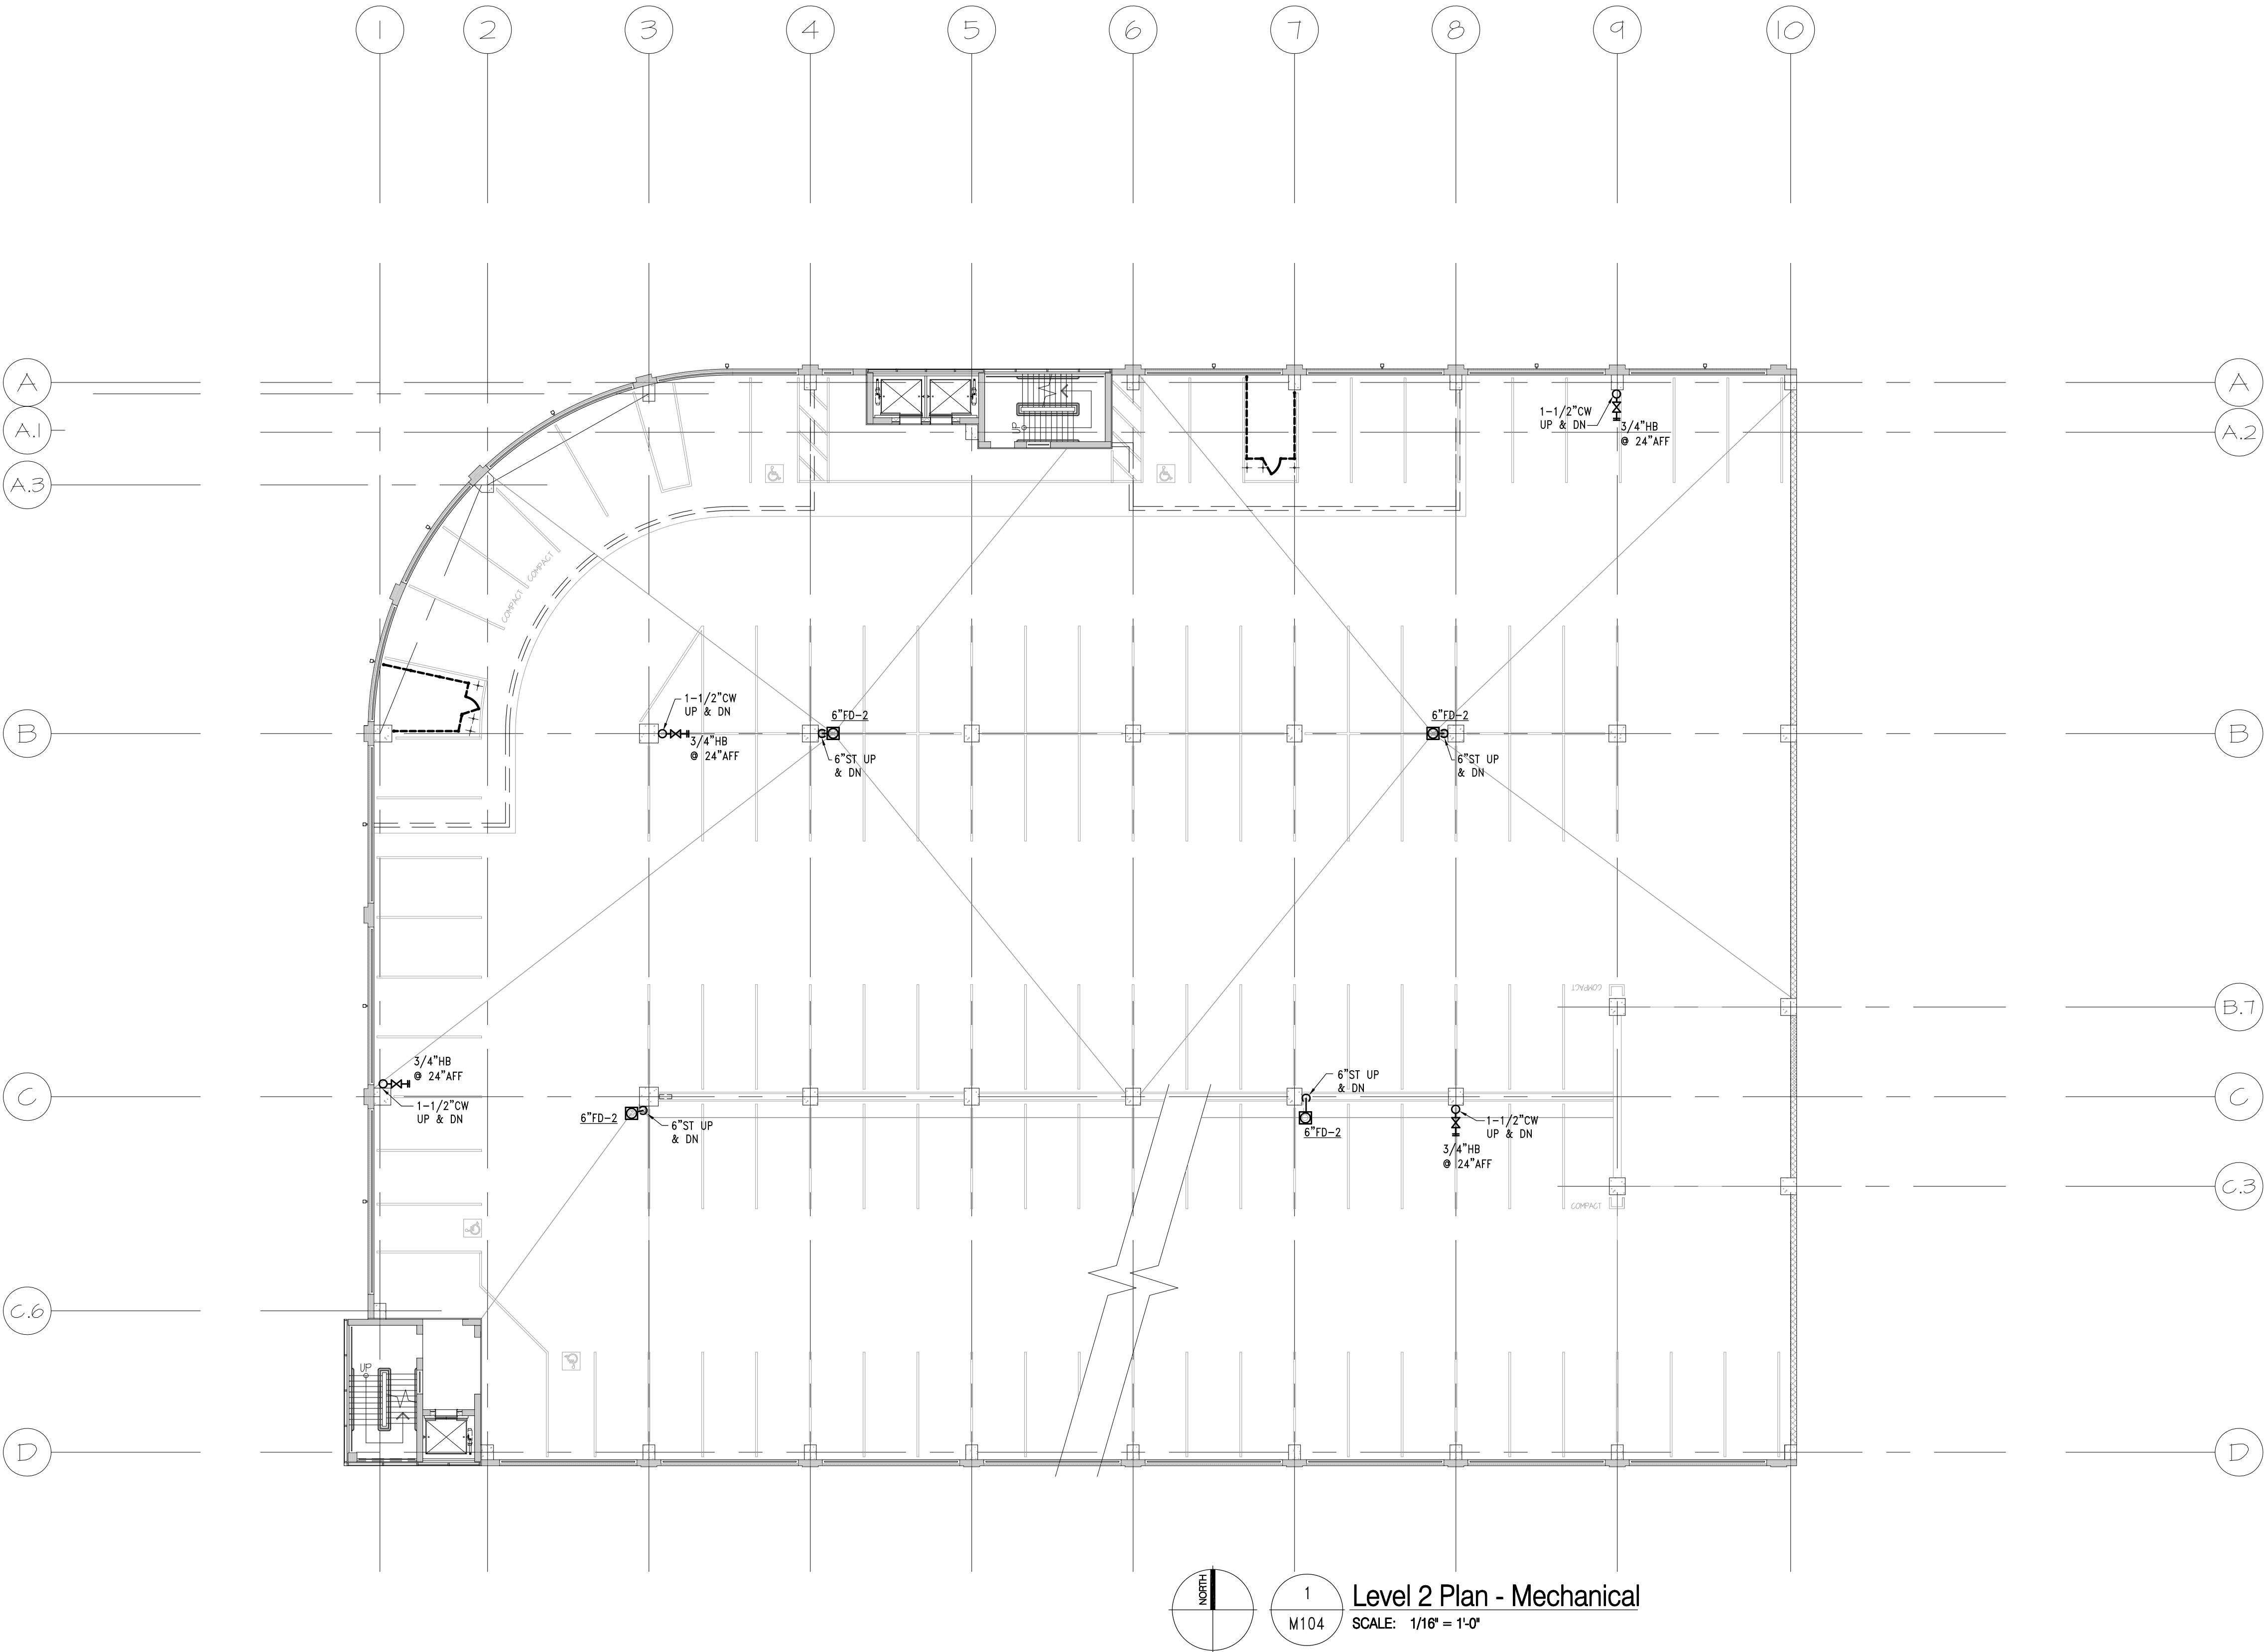 1 2 3 4 5 6 7 8 9 10
A A
A.1 A.2
A.3
1-1/2"CW
UP & DN
3/4"HB
@ 24"AFF
UP
COMPACT
COMPACT
B B
1-1/2"CW
UP & DN
3/4"HB
@ 24"AFF
6"FD-2
6"ST UP
& DN
6"FD-2
6"ST UP
& DN
COMPACT
B.7
3/4"HB
@ 24"AFF
C C
1-1/2"CW
UP & DN
6"FD-2
6"ST UP
& DN
6"ST UP
& DN
6"FD-2
1-1/2"CW
UP & DN
3/4"HB
@ 24"AFF
C.3
COMPACT
C.6
UP
D D
NORTH
1
M104
Level 2 Plan - Mechanical
SCALE: 1/16" = 1'-0"